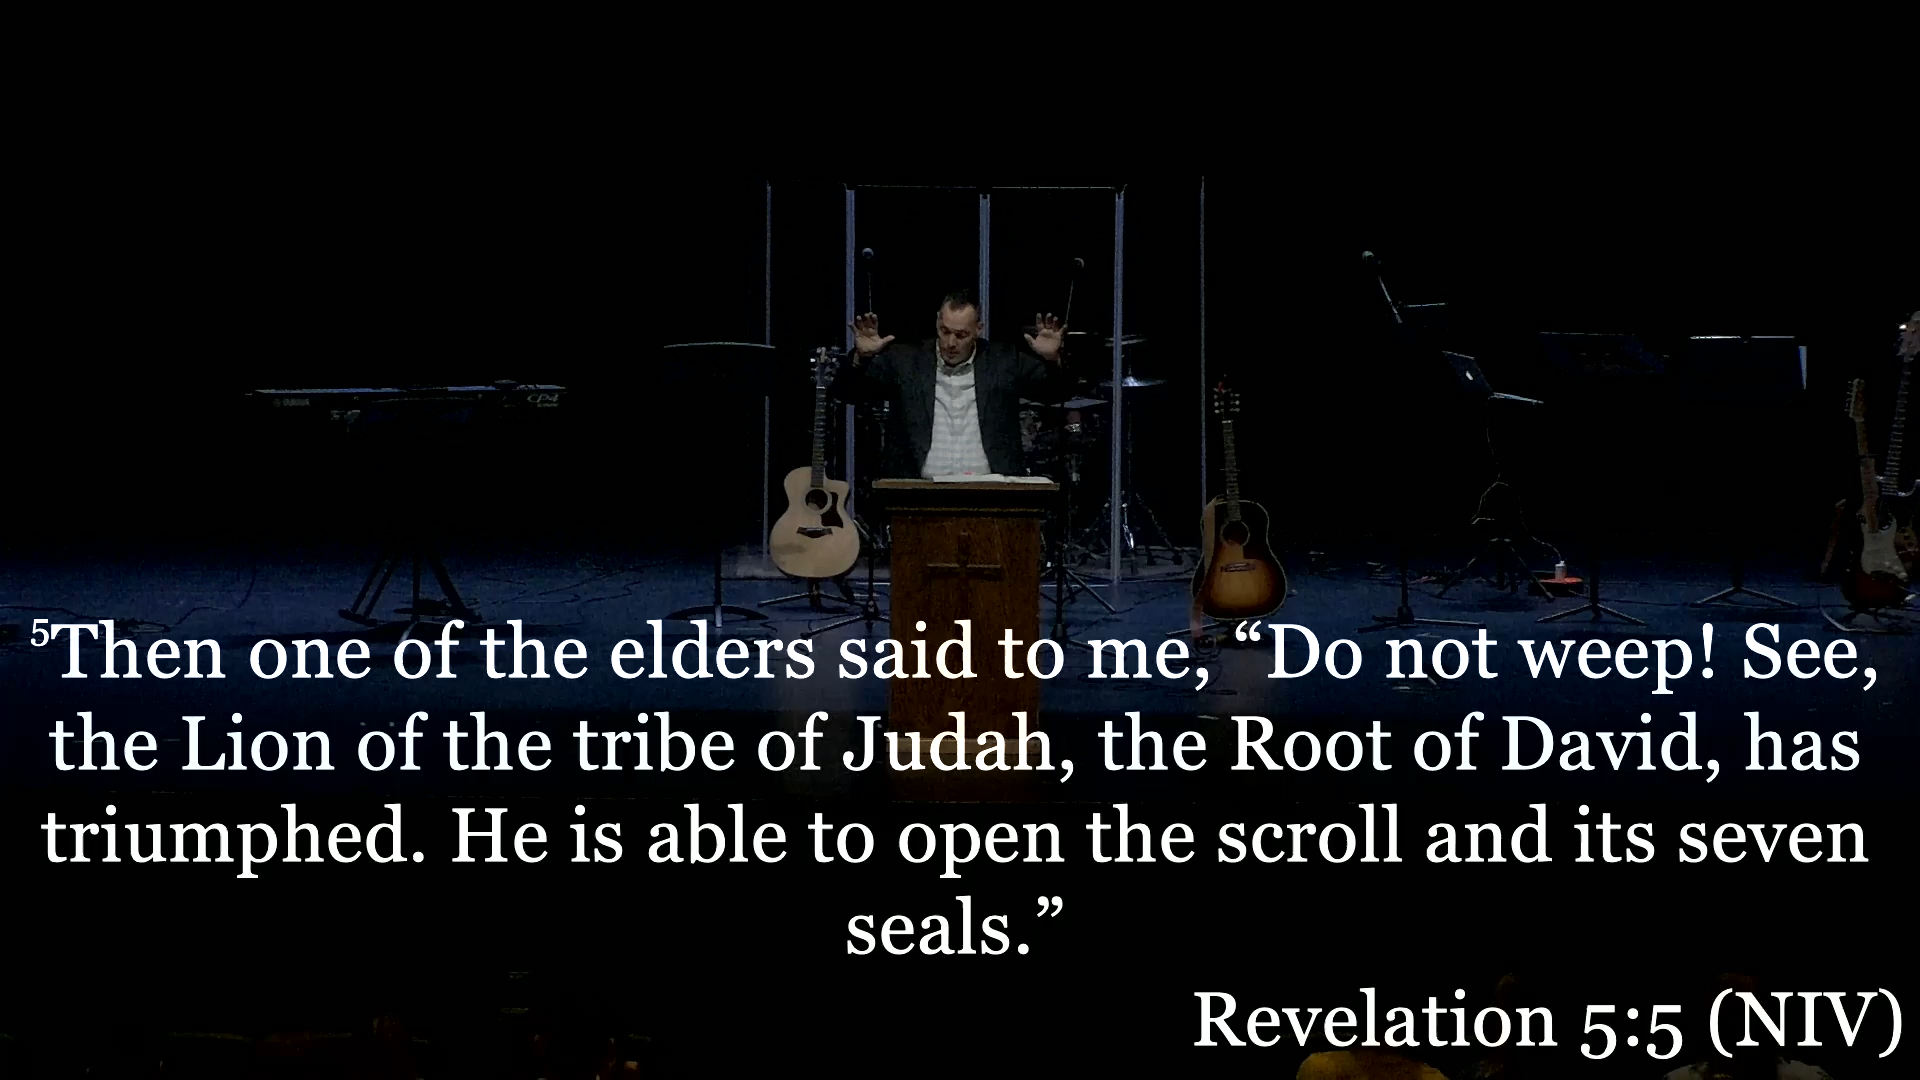 YAMAHA
CP4
⁵Then one of the elders said to me, “Do not weep! See,
the Lion of the tribe of Judah, the Root of David, has
triumphed. He is able to open the scroll and its seven
seals.”
Revelation 5:5 (NIV)